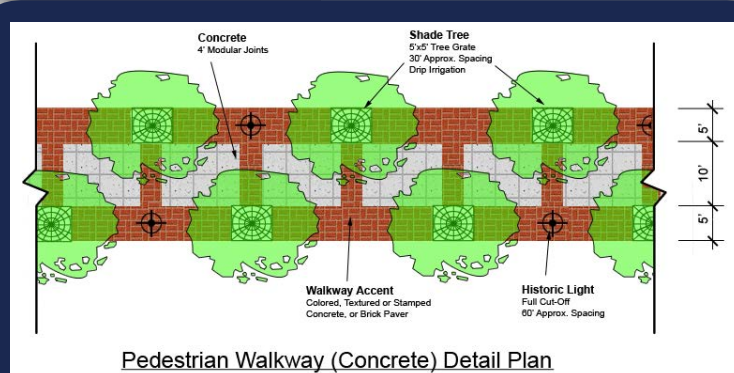 Concrete
4' Modular Joints
Shade Tree
5'x5' Tree Grate
30' Approx. Spacing
Drip Irrigation
5'
10'
5'
Walkway Accent
Colored, Textured or Stamped
Concrete, or Brick Paver
Historic Light
Full Cut-Off
60' Approx. Spacing
Pedestrian Walkway (Concrete) Detail Plan